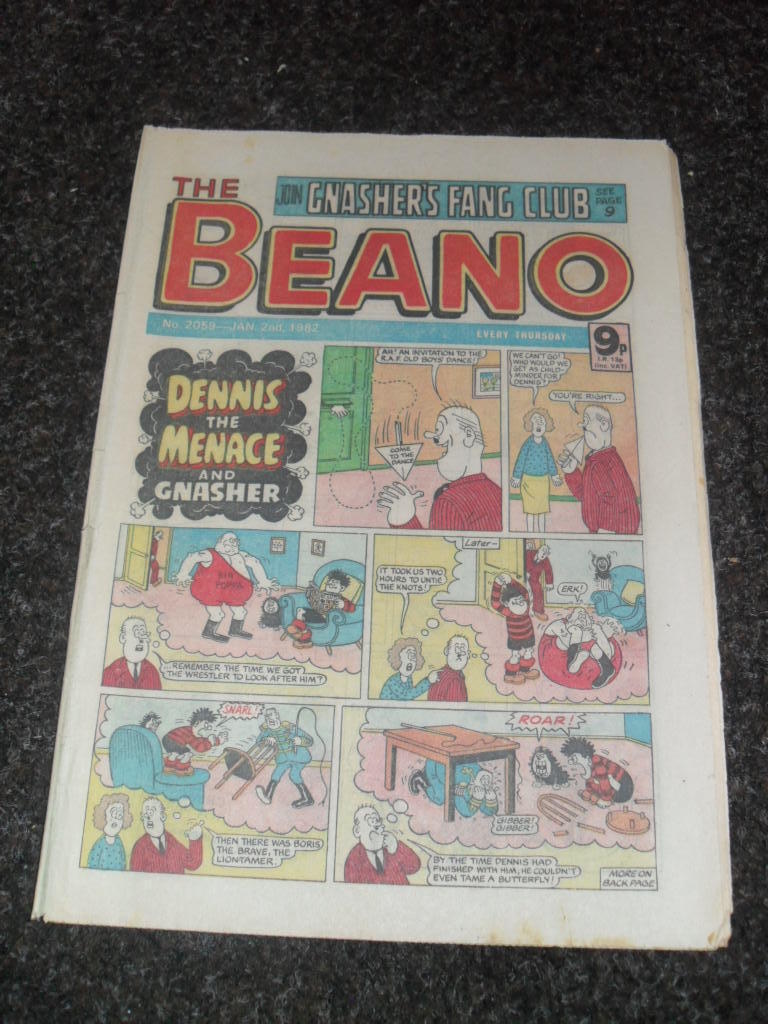 JOIN GNASHER'S FANG CLUB SEE
PAGE
9
THE
BEANO
No. 2059—JAN. 2nd, 1982
EVERY THURSDAY
9p
I.R. 13p
(inc. VAT)
DENNIS
THE
MENACE
AND
GNASHER
AH! AN INVITATION TO THE
R.A.F. OLD BOYS' DANCE!
COME
TO THE
DANCE
WE CAN'T GO!
WHO WOULD WE
GET AS CHILD-
MINDER FOR
DENNIS?
YOU'RE RIGHT...
BIG
POPPA
...REMEMBER THE TIME WE GOT
THE WRESTLER TO LOOK AFTER HIM?
Later—
IT TOOK US TWO
HOURS TO UNTIE
THE KNOTS!
ERK!
SNARL!
THEN THERE WAS BORIS
THE BRAVE, THE
LIONTAMER.
ROAR!
GIBBER!
GIBBER!
BY THE TIME DENNIS HAD
FINISHED WITH HIM, HE COULDN'T
EVEN TAME A BUTTERFLY!
MORE ON
BACK PAGE